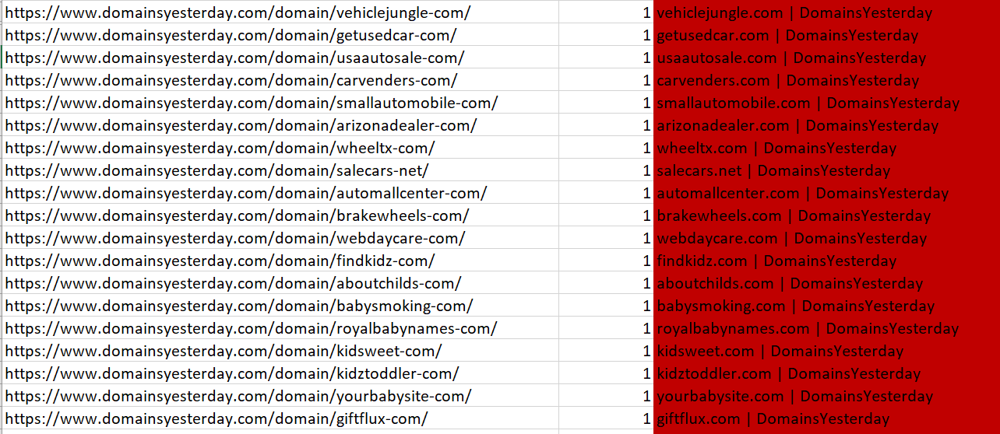 https://www.domainsyesterday.com/domain/vehiclejungle-com/ 1 vehiclejungle.com | DomainsYesterday
https://www.domainsyesterday.com/domain/getusedcar-com/ 1 getusedcar.com | DomainsYesterday
https://www.domainsyesterday.com/domain/usaautosale-com/ 1 usaautosale.com | DomainsYesterday
https://www.domainsyesterday.com/domain/carvenders-com/ 1 carvenders.com | DomainsYesterday
https://www.domainsyesterday.com/domain/smallautomobile-com/ 1 smallautomobile.com | DomainsYesterday
https://www.domainsyesterday.com/domain/arizonadealer-com/ 1 arizonadealer.com | DomainsYesterday
https://www.domainsyesterday.com/domain/wheeltx-com/ 1 wheeltx.com | DomainsYesterday
https://www.domainsyesterday.com/domain/salecars-net/ 1 salecars.net | DomainsYesterday
https://www.domainsyesterday.com/domain/automallcenter-com/ 1 automallcenter.com | DomainsYesterday
https://www.domainsyesterday.com/domain/brakewheels-com/ 1 brakewheels.com | DomainsYesterday
https://www.domainsyesterday.com/domain/webdaycare-com/ 1 webdaycare.com | DomainsYesterday
https://www.domainsyesterday.com/domain/findkidz-com/ 1 findkidz.com | DomainsYesterday
https://www.domainsyesterday.com/domain/aboutchilds-com/ 1 aboutchilds.com | DomainsYesterday
https://www.domainsyesterday.com/domain/babysmoking-com/ 1 babysmoking.com | DomainsYesterday
https://www.domainsyesterday.com/domain/royalbabynames-com/ 1 royalbabynames.com | DomainsYesterday
https://www.domainsyesterday.com/domain/kidsweet-com/ 1 kidsweet.com | DomainsYesterday
https://www.domainsyesterday.com/domain/kidztoddler-com/ 1 kidztoddler.com | DomainsYesterday
https://www.domainsyesterday.com/domain/yourbabysite-com/ 1 yourbabysite.com | DomainsYesterday
https://www.domainsyesterday.com/domain/giftflux-com/ 1 giftflux.com | DomainsYesterday